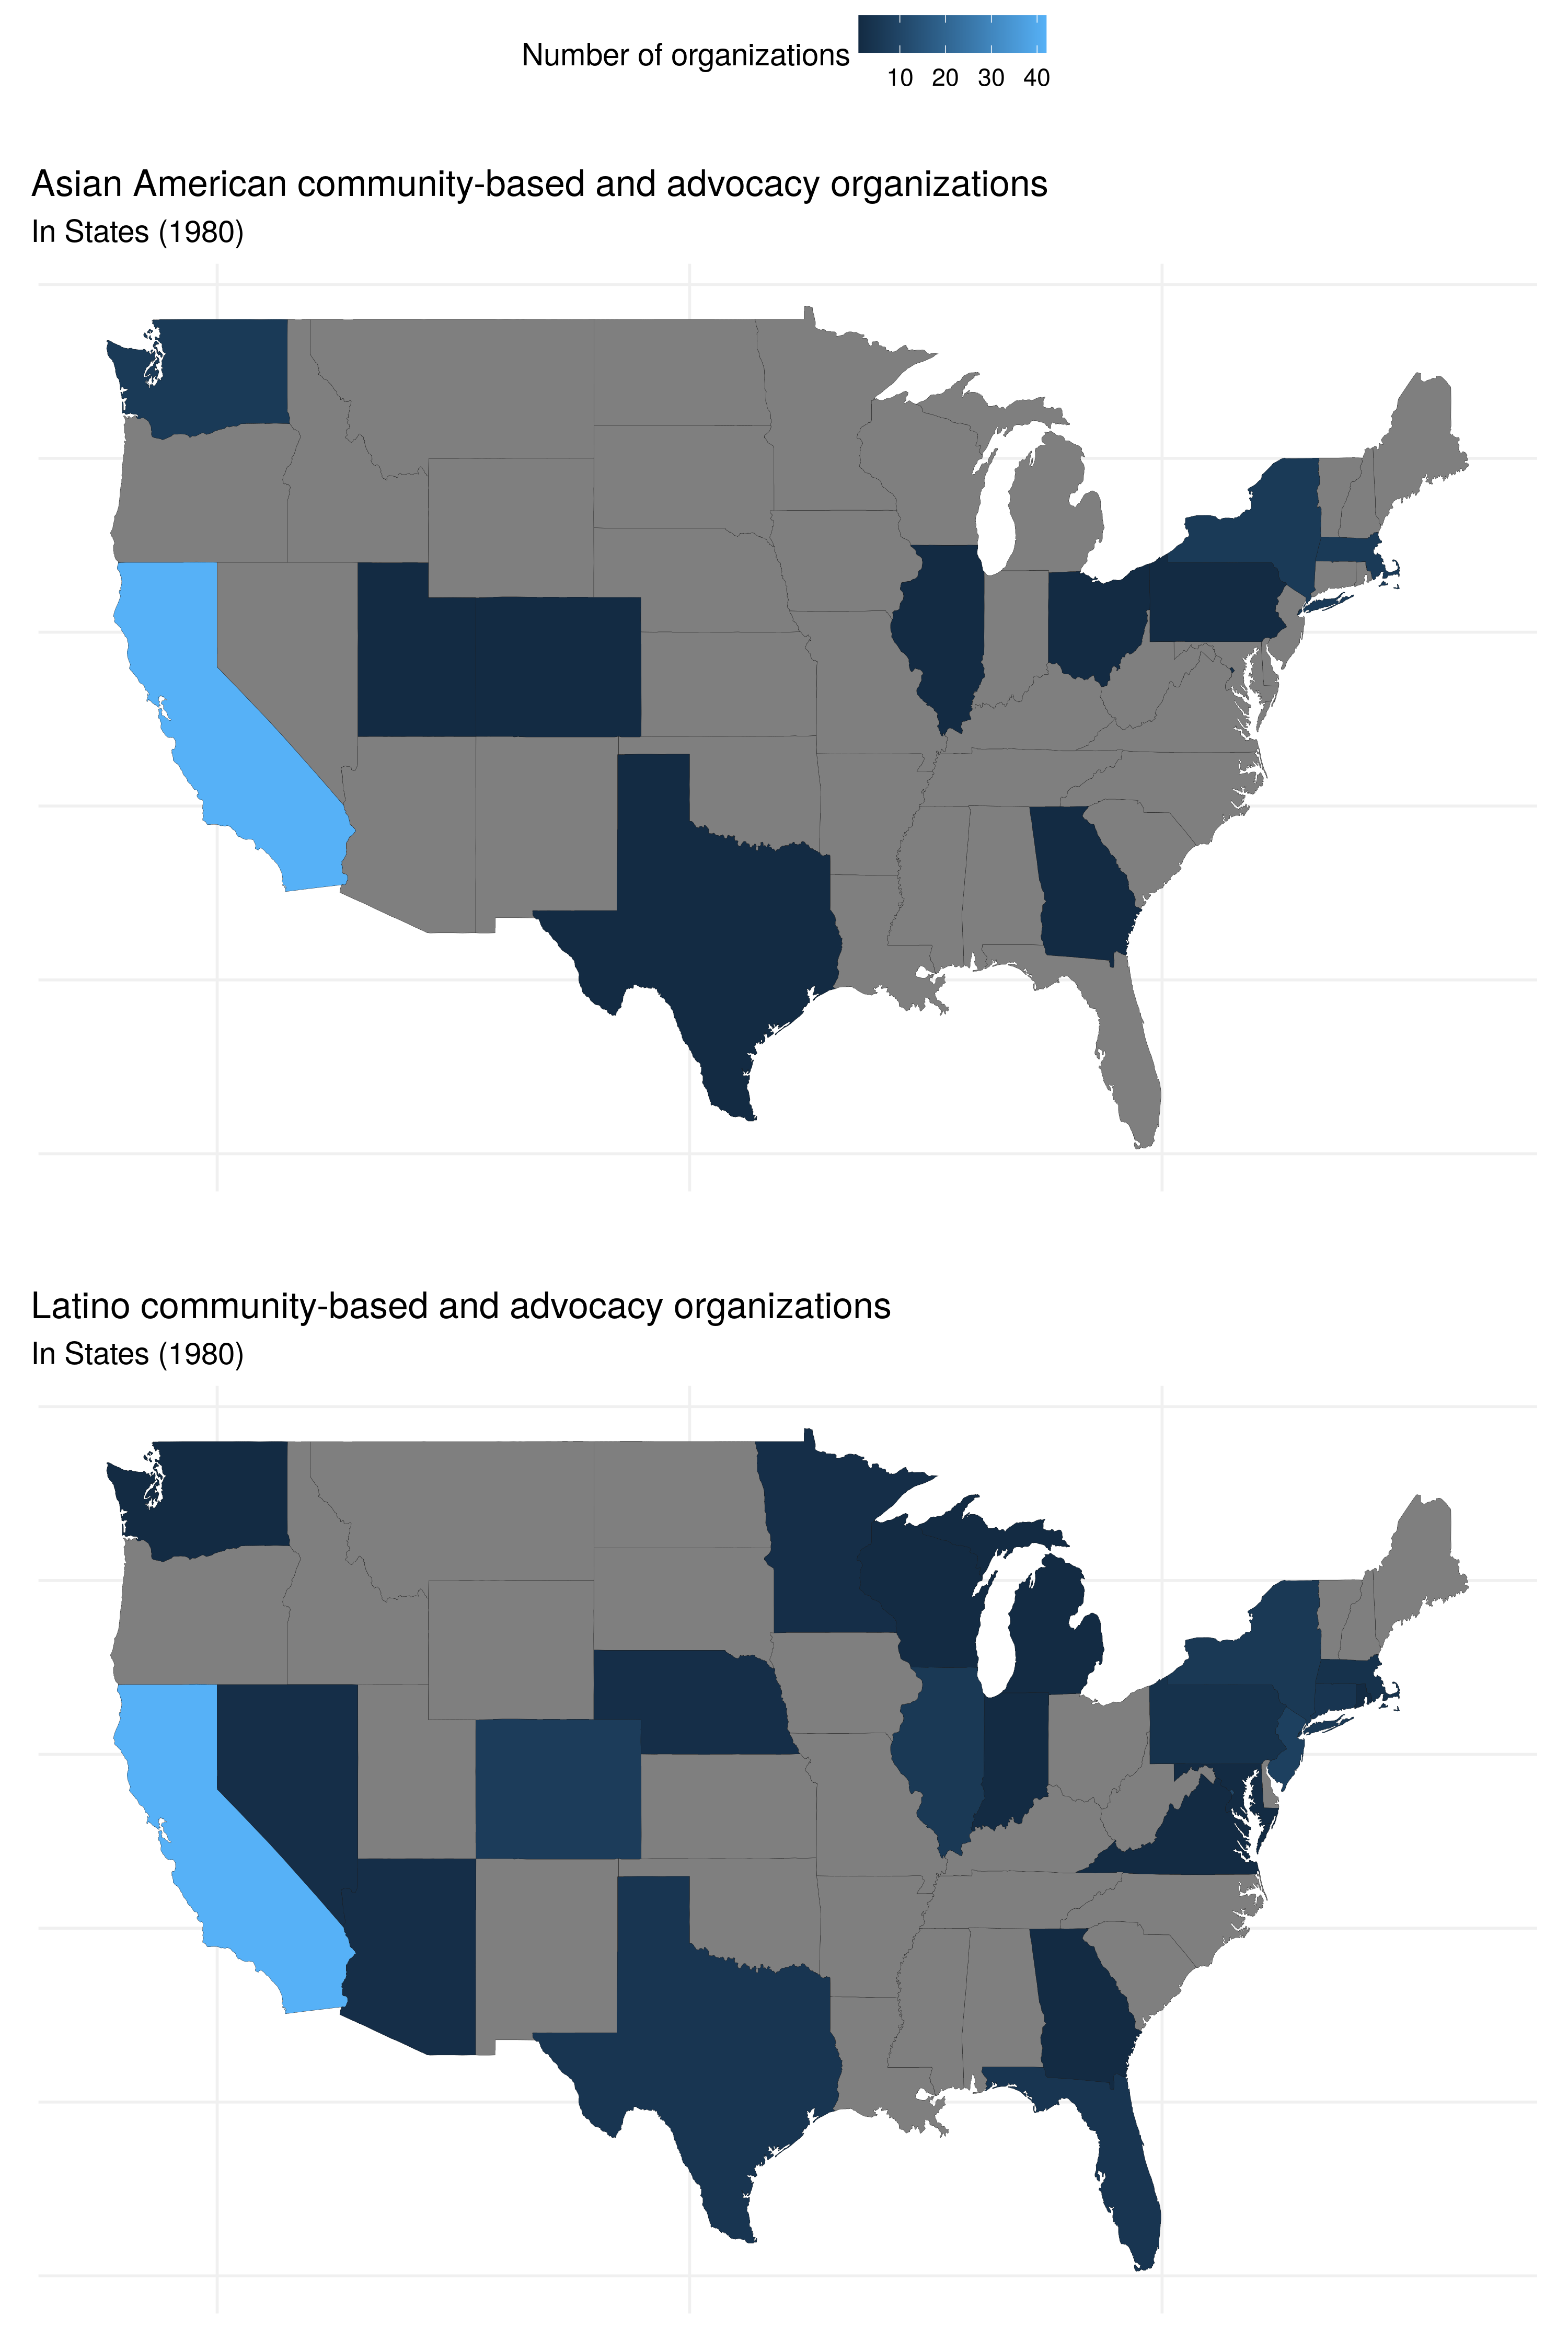 Number of organizations
10 20 30 40
Asian American community-based and advocacy organizations
In States (1980)
Latino community-based and advocacy organizations
In States (1980)